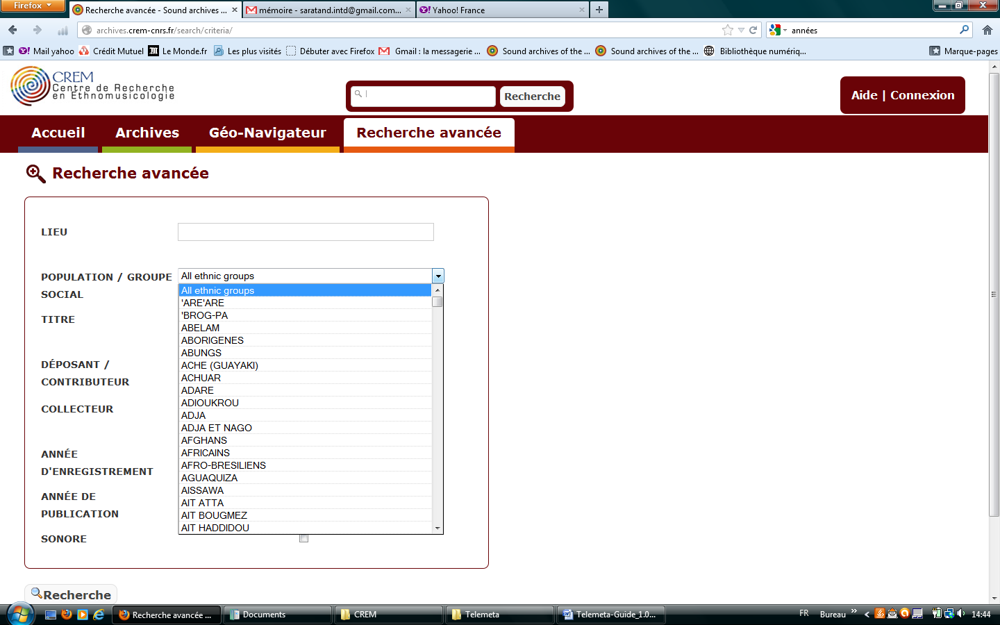 Firefox
Recherche avancée - Sound archives ...
mémoire - saratand.intd@gmail.com...
Yahoo! France
archives.crem-cnrs.fr/search/criteria/
années
Mail yahoo
Crédit Mutuel
Le Monde.fr
Les plus visités
Débuter avec Firefox
Gmail : la messagerie ...
Sound archives of the ...
Sound archives of the ...
Bibliothèque numériq...
Marque-pages
CREM
Centre de Recherche
en Ethnomusicologie
Recherche
Aide | Connexion
Accueil
Archives
Géo-Navigateur
Recherche avancée
Recherche avancée
LIEU
POPULATION / GROUPE
SOCIAL
All ethnic groups
All ethnic groups
'ARE'ARE
'BROG-PA
ABELAM
ABORIGENES
ABUNGS
ACHE (GUAYAKI)
ACHUAR
ADARE
ADIOUKROU
ADJA
ADJA ET NAGO
AFGHANS
AFRICAINS
AFRO-BRESILIENS
AGUAQUIZA
AISSAWA
AIT ATTA
AIT BOUGMEZ
AIT HADDIDOU
TITRE
DÉPOSANT /
CONTRIBUTEUR
COLLECTEUR
ANNÉE
D'ENREGISTREMENT
ANNÉE DE
PUBLICATION
SONORE
Recherche
Recherche avancée ...
Documents
CREM
Telemeta
Telemeta-Guide_1.0...
FR
Bureau
14:44